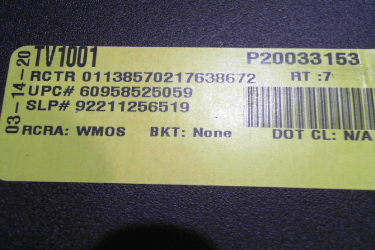 03-14-20
TV1001 P20033153
RCTR 01138570217638672 RT :7
UPC# 60958525059
SLP# 92211256519
RCRA: WMOS BKT: None DOT CL: N/A